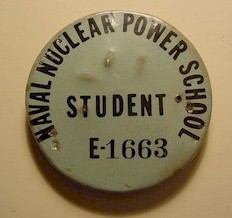 NAVAL NUCLEAR POWER SCHOOL
STUDENT
E-1663